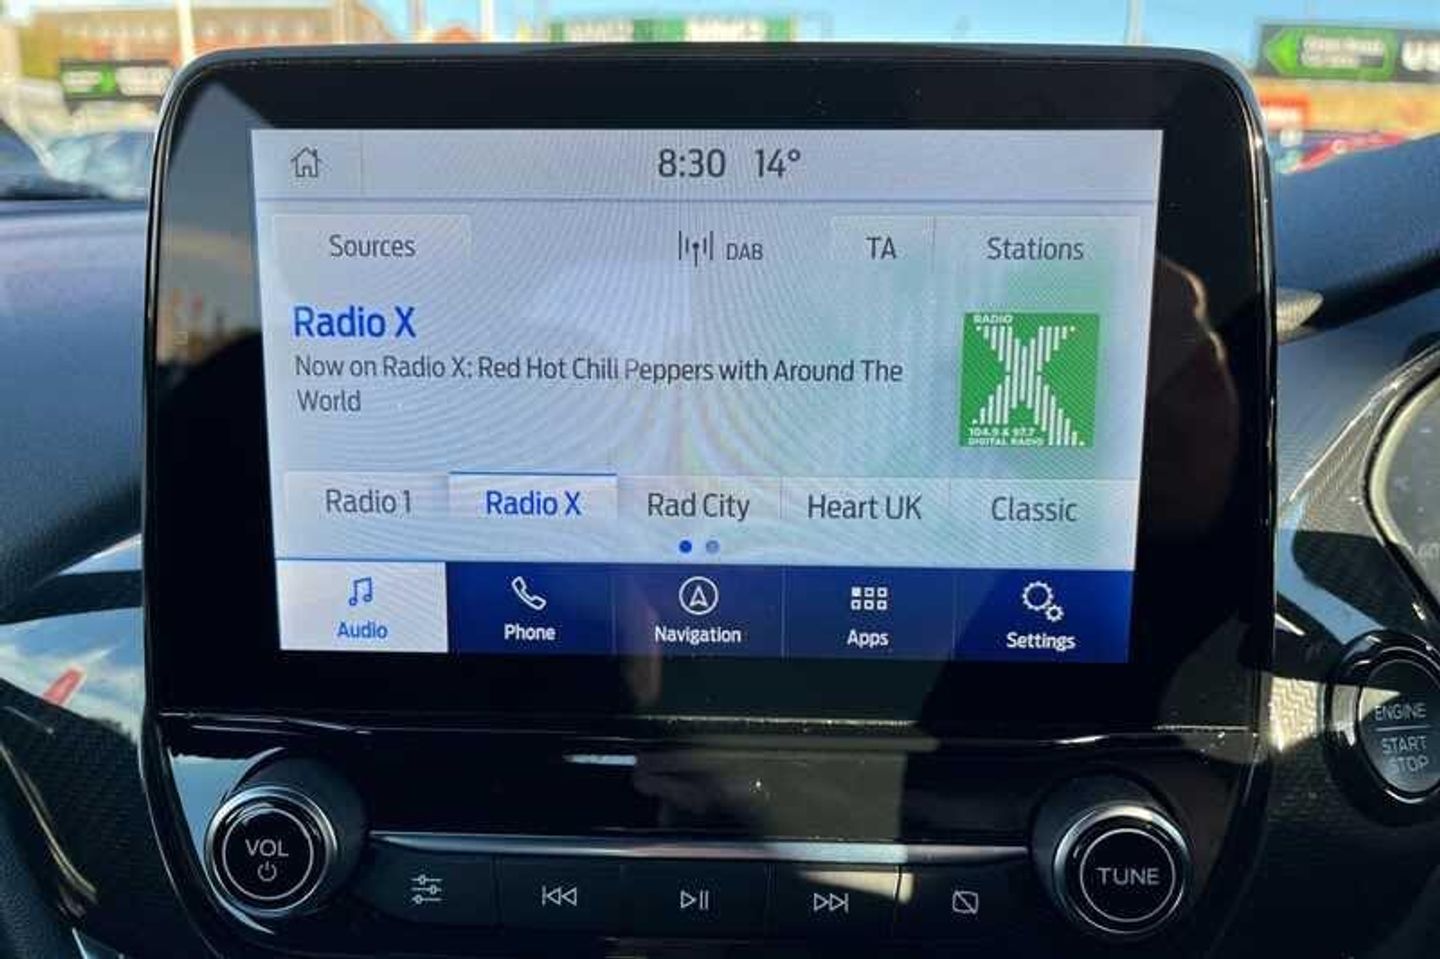 8:30 14°
Sources
DAB
TA
Stations
Radio X
Now on Radio X: Red Hot Chili Peppers with Around The
World
RADIO
X
104.9 & 97.7
DIGITAL RADIO
Radio 1
Radio X
Rad City
Heart UK
Classic
Audio
Phone
Navigation
Apps
Settings
ENGINE
START
STOP
VOL
TUNE